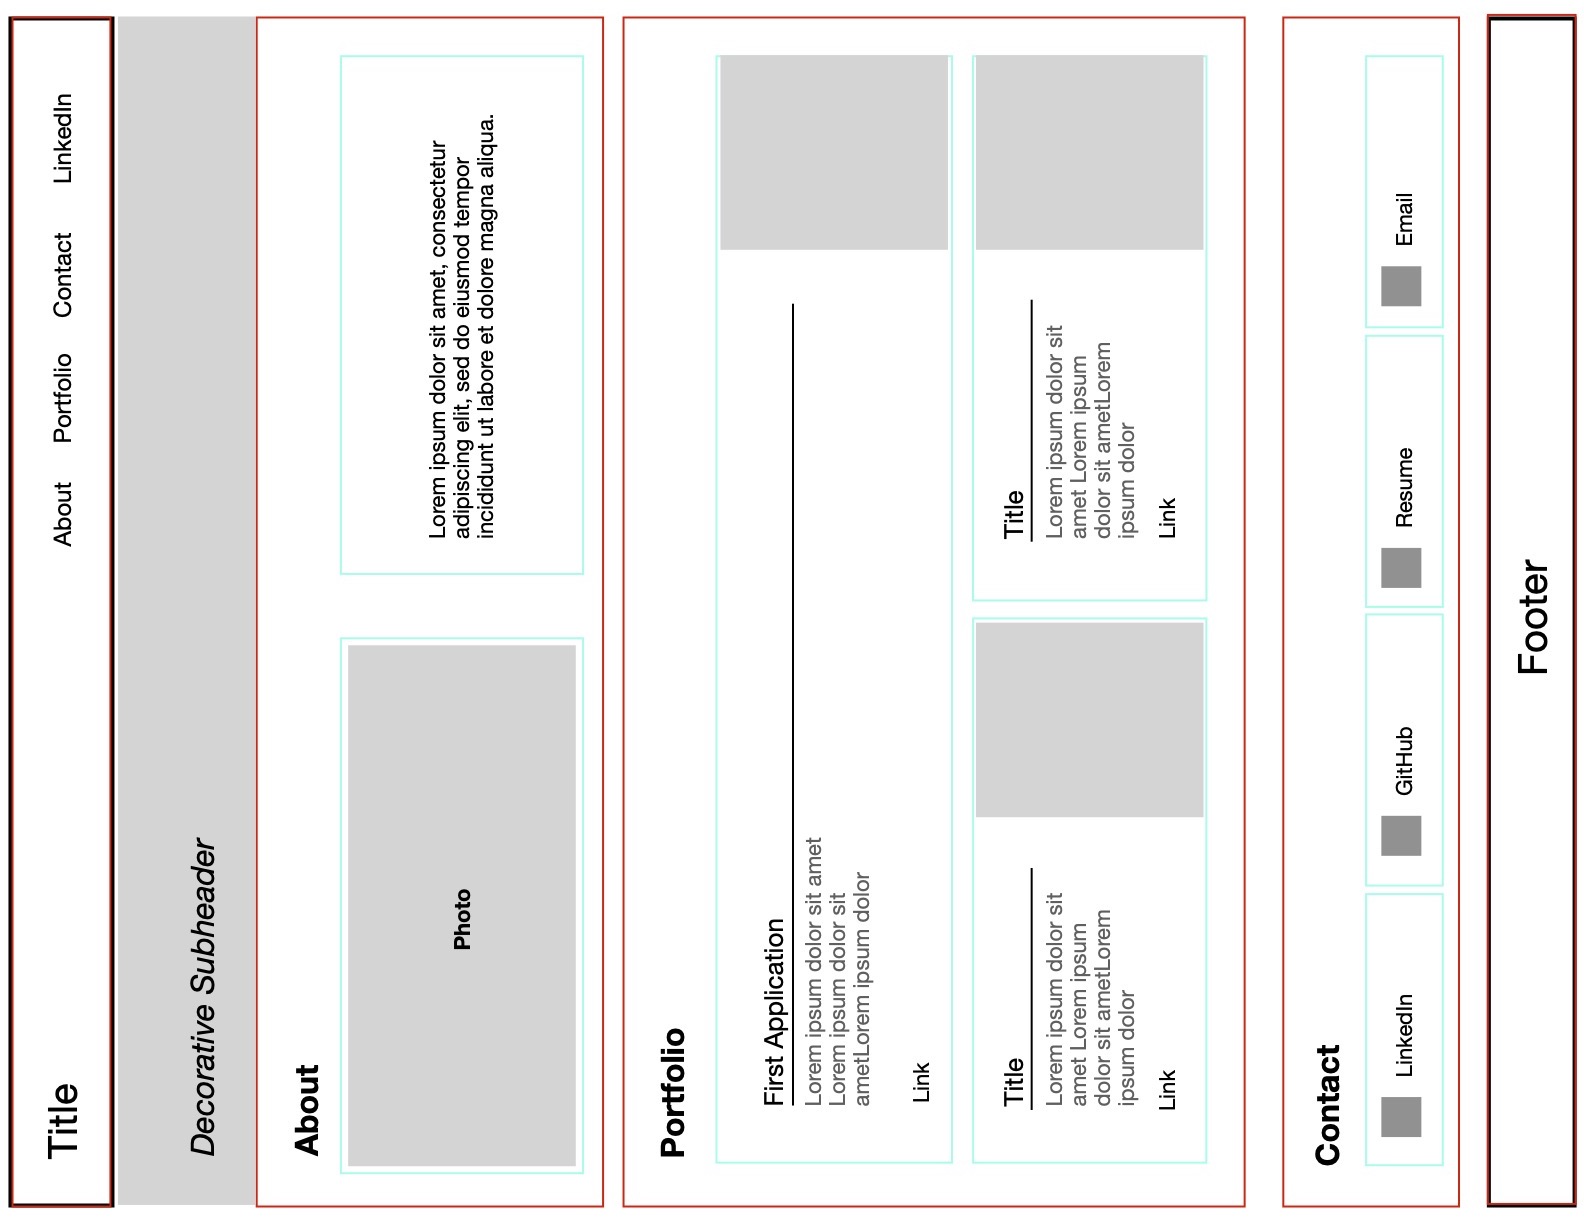 Title
About
Portfolio
Contact
LinkedIn
Decorative Subheader
About
Photo
Lorem ipsum dolor sit amet, consectetur
adipiscing elit, sed do eiusmod tempor
incididunt ut labore et dolore magna aliqua.
Portfolio
First Application
Lorem ipsum dolor sit amet
Lorem ipsum dolor sit
ametLorem ipsum dolor
Link
Title
Lorem ipsum dolor sit
amet Lorem ipsum
dolor sit ametLorem
ipsum dolor
Link
Title
Lorem ipsum dolor sit
amet Lorem ipsum
dolor sit ametLorem
ipsum dolor
Link
Contact
LinkedIn
GitHub
Resume
Email
Footer